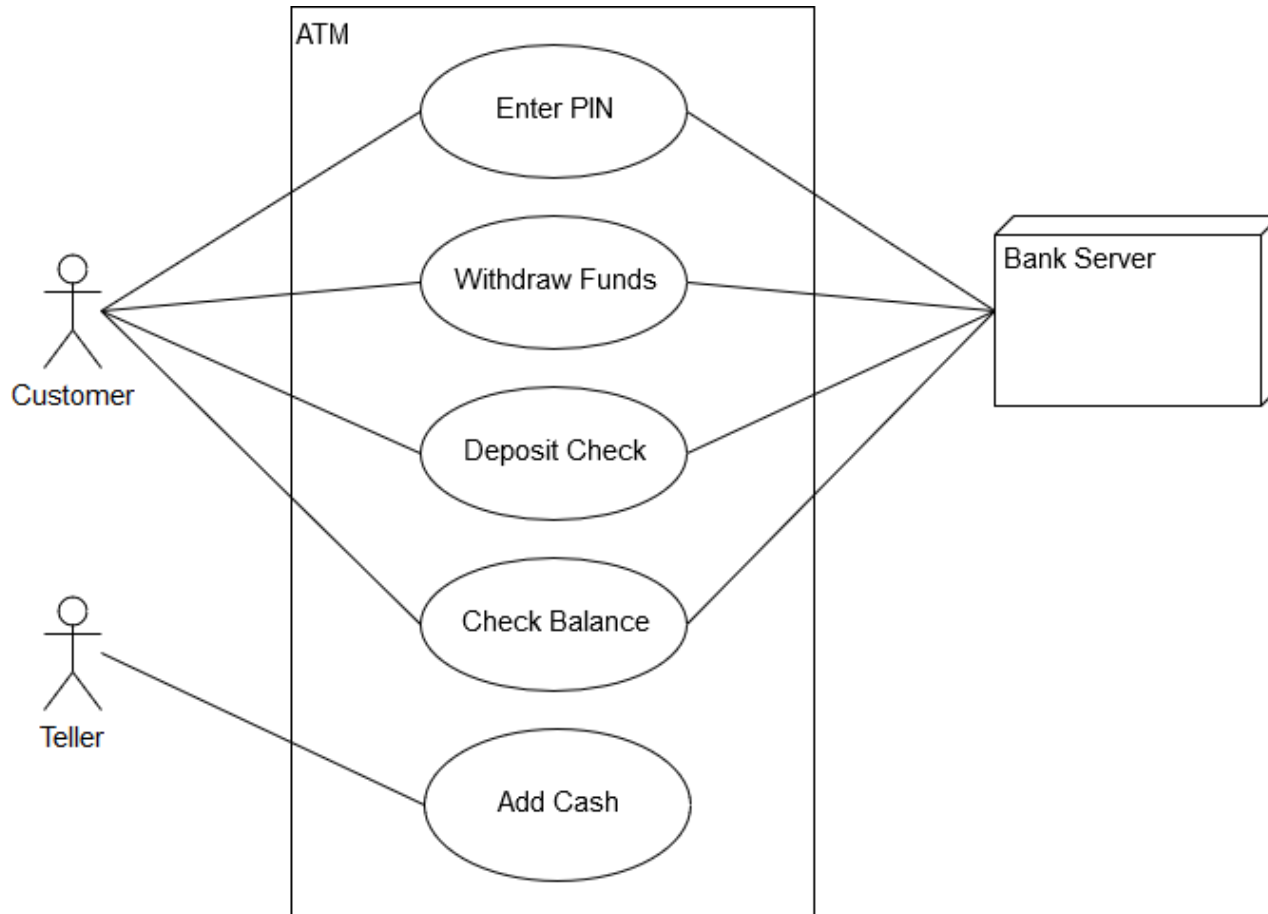 ATM
Enter PIN
Withdraw Funds
Bank Server
Customer
Deposit Check
Check Balance
Teller
Add Cash